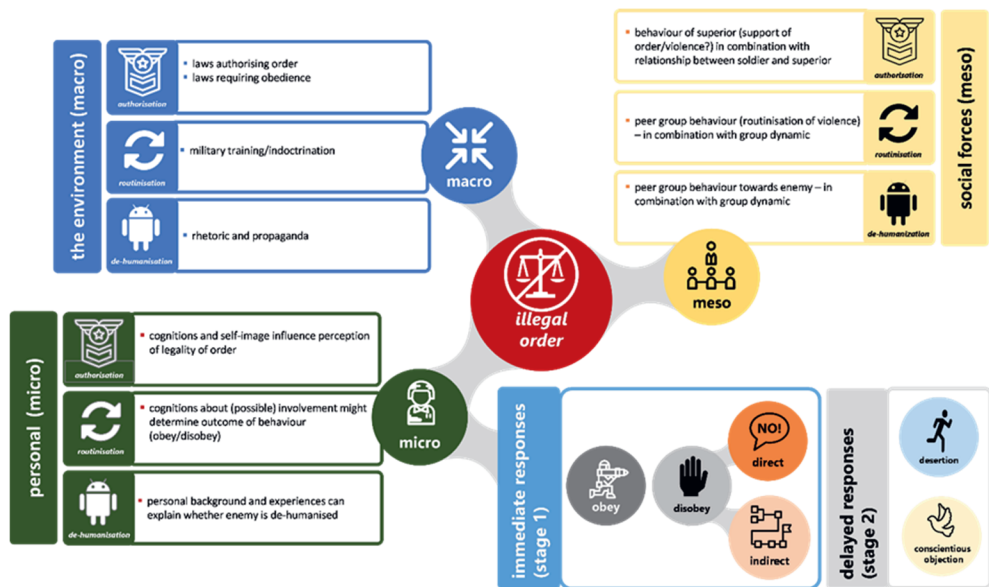 the environment (macro)
authorisation
▪ laws authorising order
▪ laws requiring obedience
routinisation
▪ military training/indoctrination
de-humanisation
▪ rhetoric and propaganda
macro
▪ behaviour of superior (support of
order/violence?) in combination with
relationship between soldier and superior
authorisation
▪ peer group behaviour (routinisation of violence)
– in combination with group dynamic
routinisation
▪ peer group behaviour towards enemy – in
combination with group dynamic
de-humanization
social forces (meso)
meso
illegal
order
personal (micro)
authorisation
▪ cognitions and self-image influence perception
of legality of order
routinisation
▪ cognitions about (possible) involvement might
determine outcome of behaviour
(obey/disobey)
de-humanisation
▪ personal background and experiences can
explain whether enemy is de-humanised
micro
immediate responses
(stage 1)
obey
disobey
NO!
direct
indirect
delayed responses
(stage 2)
desertion
conscientious
objection